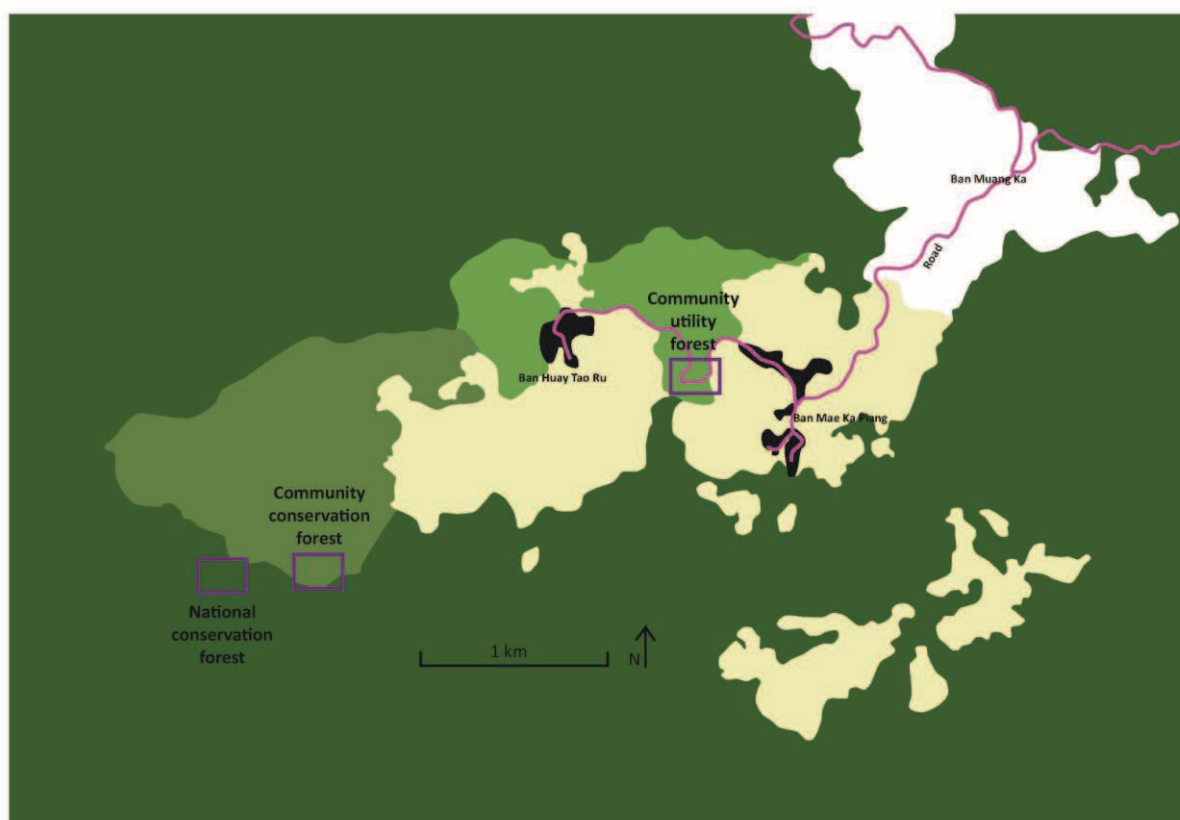 Ban Muang Ka
Road
Community
utility
forest
Ban Huay Tao Ru
Ban Mae Ka Piang
Community
conservation
forest
National
conservation
forest
1 km
N